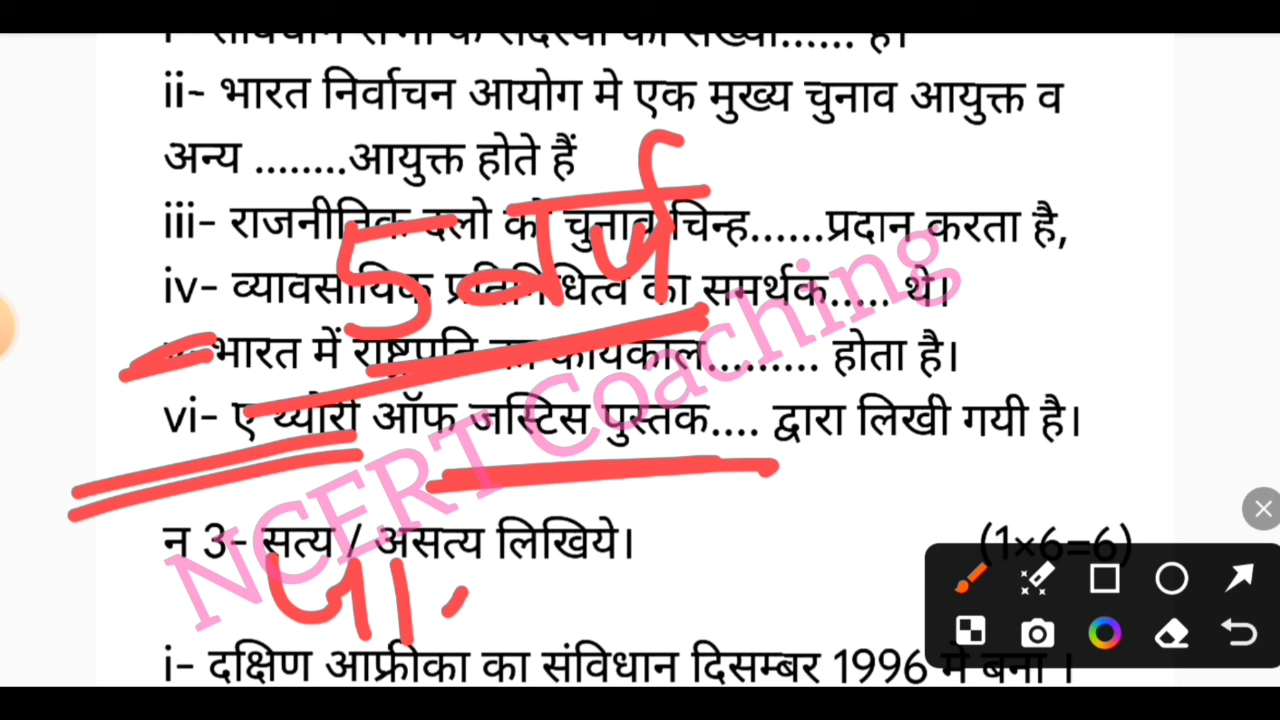 i- संविधान सभा के सदस्यों की संख्या...... है।
ii- भारत निर्वाचन आयोग मे एक मुख्य चुनाव आयुक्त व
अन्य ........आयुक्त होते हैं
iii- राजनीतिक दलो को चुनाव चिन्ह......प्रदान करता है,
iv- व्यावसायिक प्रतिनिधित्व का समर्थक..... थे।
5 वर्ष
भारत में राष्ट्रपति का कार्यकाल......... होता है।
vi- ए थ्योरी ऑफ जस्टिस पुस्तक.... द्वारा लिखी गयी है।
NCERT Coaching
न 3- सत्य / असत्य लिखिये। (1×6=6)
i- दक्षिण आफ्रीका का संविधान दिसम्बर 1996 मे बना ।